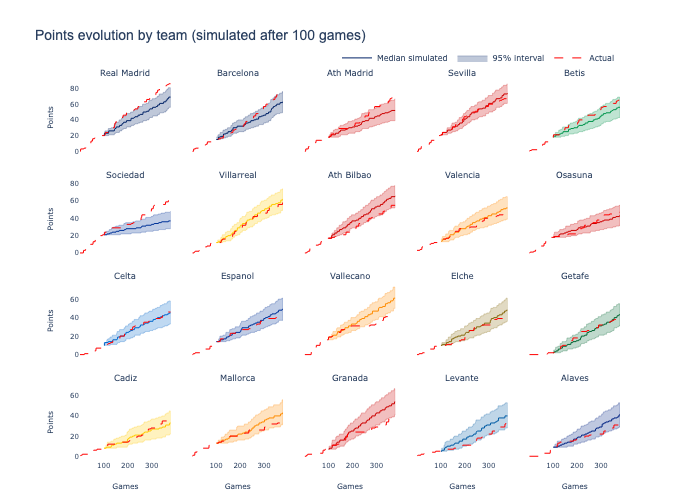 Points evolution by team (simulated after 100 games)
Median simulated 95% interval Actual
Real Madrid Barcelona Ath Madrid Sevilla Betis
80
60
Points
40
20
0
Sociedad Villarreal Ath Bilbao Valencia Osasuna
80
60
Points
40
20
0
Celta Espanol Vallecano Elche Getafe
60
Points
40
20
0
Cadiz Mallorca Granada Levante Alaves
60
Points
40
20
0
100 200 300 100 200 300 100 200 300 100 200 300 100 200 300
Games Games Games Games Games